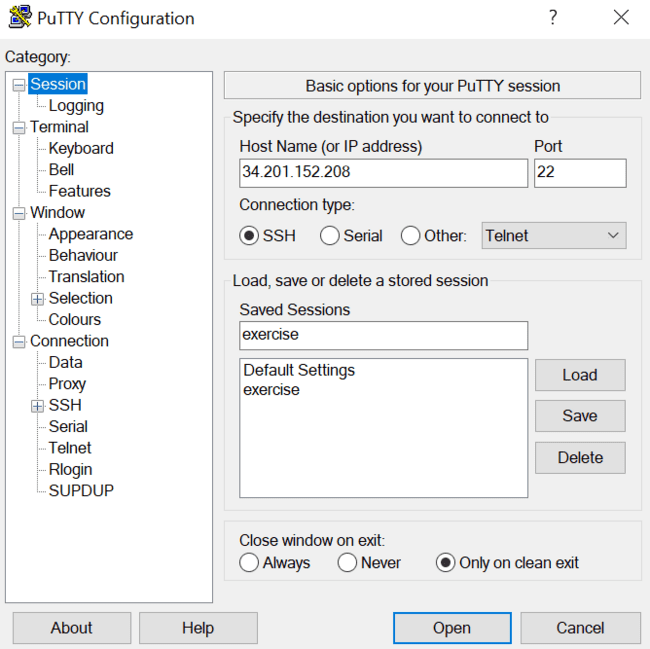 PuTTY Configuration
?
Category:
Session
Logging
Terminal
Keyboard
Bell
Features
Window
Appearance
Behaviour
Translation
Selection
Colours
Connection
Data
Proxy
SSH
Serial
Telnet
Rlogin
SUPDUP
Basic options for your PuTTY session
Specify the destination you want to connect to
Host Name (or IP address) Port
34.201.152.208 22
Connection type:
SSH Serial Other: Telnet
Load, save or delete a stored session
Saved Sessions
exercise
Default Settings
exercise
Load
Save
Delete
Close window on exit:
Always Never Only on clean exit
About Help Open Cancel